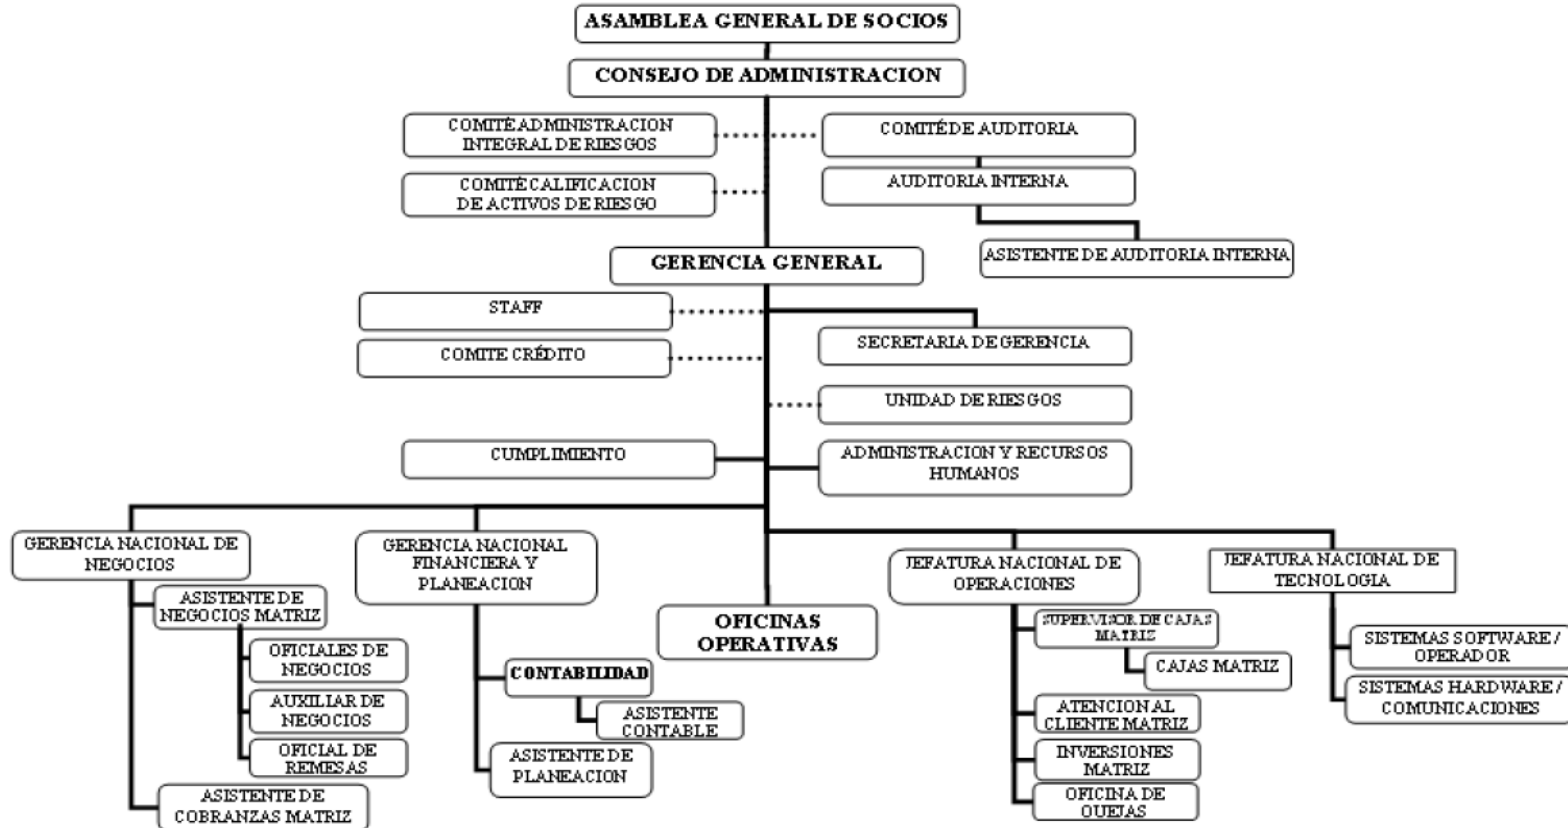 ASAMBLEA GENERAL DE SOCIOS
CONSEJO DE ADMINISTRACION
COMITÉ ADMINISTRACION
INTEGRAL DE RIESGOS
COMITÉ DE AUDITORIA
COMITÉ CALIFICACION
DE ACTIVOS DE RIESGO
AUDITORIA INTERNA
ASISTENTE DE AUDITORIA INTERNA
GERENCIA GENERAL
STAFF
SECRETARIA DE GERENCIA
COMITE CRÉDITO
UNIDAD DE RIESGOS
CUMPLIMIENTO
ADMINISTRACION Y RECURSOS
HUMANOS
GERENCIA NACIONAL DE
NEGOCIOS
ASISTENTE DE
NEGOCIOS MATRIZ
OFICIALES DE
NEGOCIOS
AUXILIAR DE
NEGOCIOS
OFICIAL DE
REMESAS
ASISTENTE DE
COBRANZAS MATRIZ
GERENCIA NACIONAL
FINANCIERA Y
PLANEACION
CONTABILIDAD
ASISTENTE
CONTABLE
ASISTENTE DE
PLANEACION
OFICINAS
OPERATIVAS
JEFATURA NACIONAL DE
OPERACIONES
SUPERVISOR DE CAJAS
MATRIZ
CAJAS MATRIZ
ATENCION AL
CLIENTE MATRIZ
INVERSIONES
MATRIZ
OFICINA DE
QUEJAS
JEFATURA NACIONAL DE
TECNOLOGIA
SISTEMAS SOFTWARE /
OPERADOR
SISTEMAS HARDWARE /
COMUNICACIONES